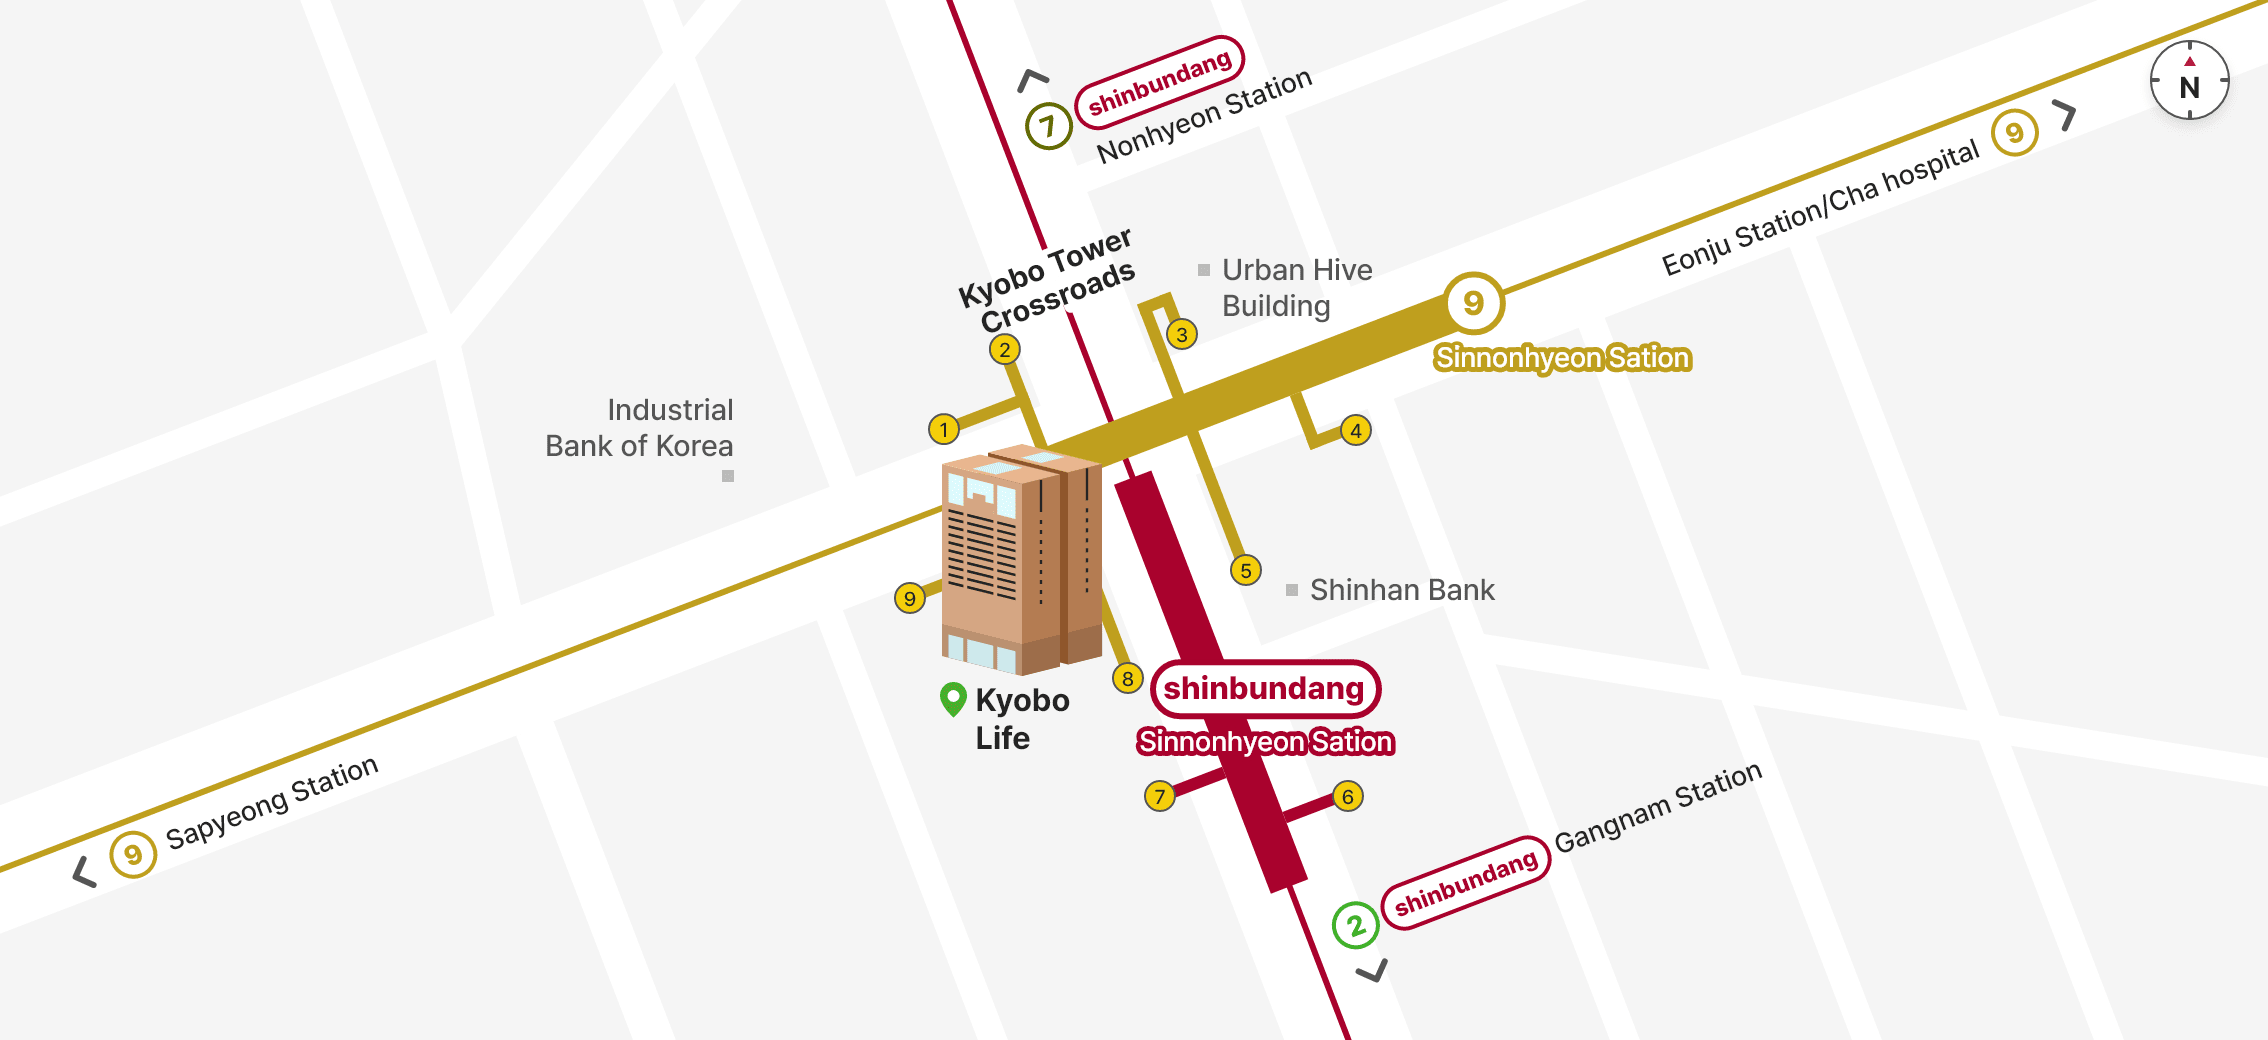 shinbundang
7
Nonhyeon Station
N
9
Eonju Station/Cha hospital
Kyobo Tower
Crossroads
Urban Hive
Building
9
Sinnonhyeon Sation
2
3
1
4
Industrial
Bank of Korea
5
Shinhan Bank
9
8
Kyobo
Life
shinbundang
Sinnonhyeon Sation
7
6
Sapyeong Station
9
Gangnam Station
shinbundang
2